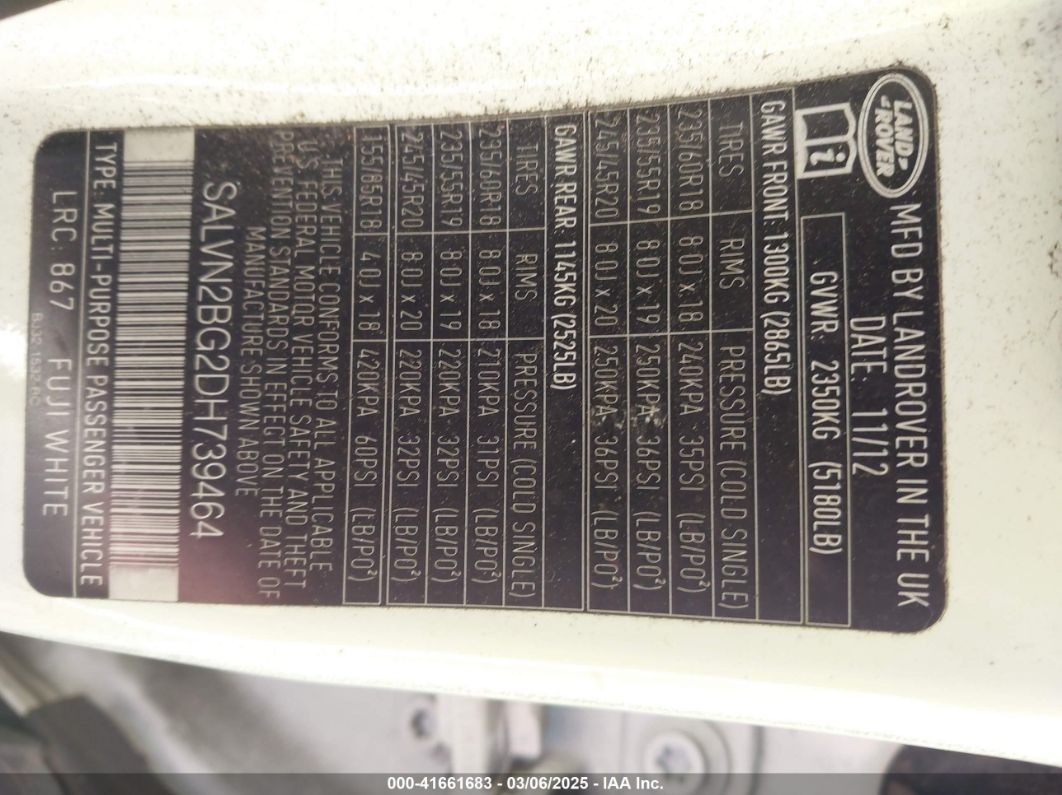 LAND
ROVER
MFD BY LANDROVER IN THE UK
DATE: 11/12
GVWR: 2350KG (5180LB)
GAWR FRONT: 1300KG (2865LB)
TIRES RIMS PRESSURE (COLD SINGLE)
235/60R18 8.0J x 18 240KPA 35PSI (LB/PO²)
235/55R19 8.0J x 19 250KPA 36PSI (LB/PO²)
245/45R20 8.0J x 20 250KPA 36PSI (LB/PO²)
GAWR REAR: 1145KG (2525LB)
TIRES RIMS PRESSURE (COLD SINGLE)
235/60R18 8.0J x 18 210KPA 31PSI (LB/PO²)
235/55R19 8.0J x 19 220KPA 32PSI (LB/PO²)
245/45R20 8.0J x 20 220KPA 32PSI (LB/PO²)
155/85R18 4.0J x 18 420KPA 60PSI (LB/PO²)
THIS VEHICLE CONFORMS TO ALL APPLICABLE
U.S. FEDERAL MOTOR VEHICLE SAFETY AND THEFT
PREVENTION STANDARDS IN EFFECT ON THE DATE OF
MANUFACTURE SHOWN ABOVE
SALVN2BG2DH739464
TYPE: MULTI-PURPOSE PASSENGER VEHICLE
LRC: 867 FUJI WHITE
000-41661683 - 03/06/2025 - IAA Inc.